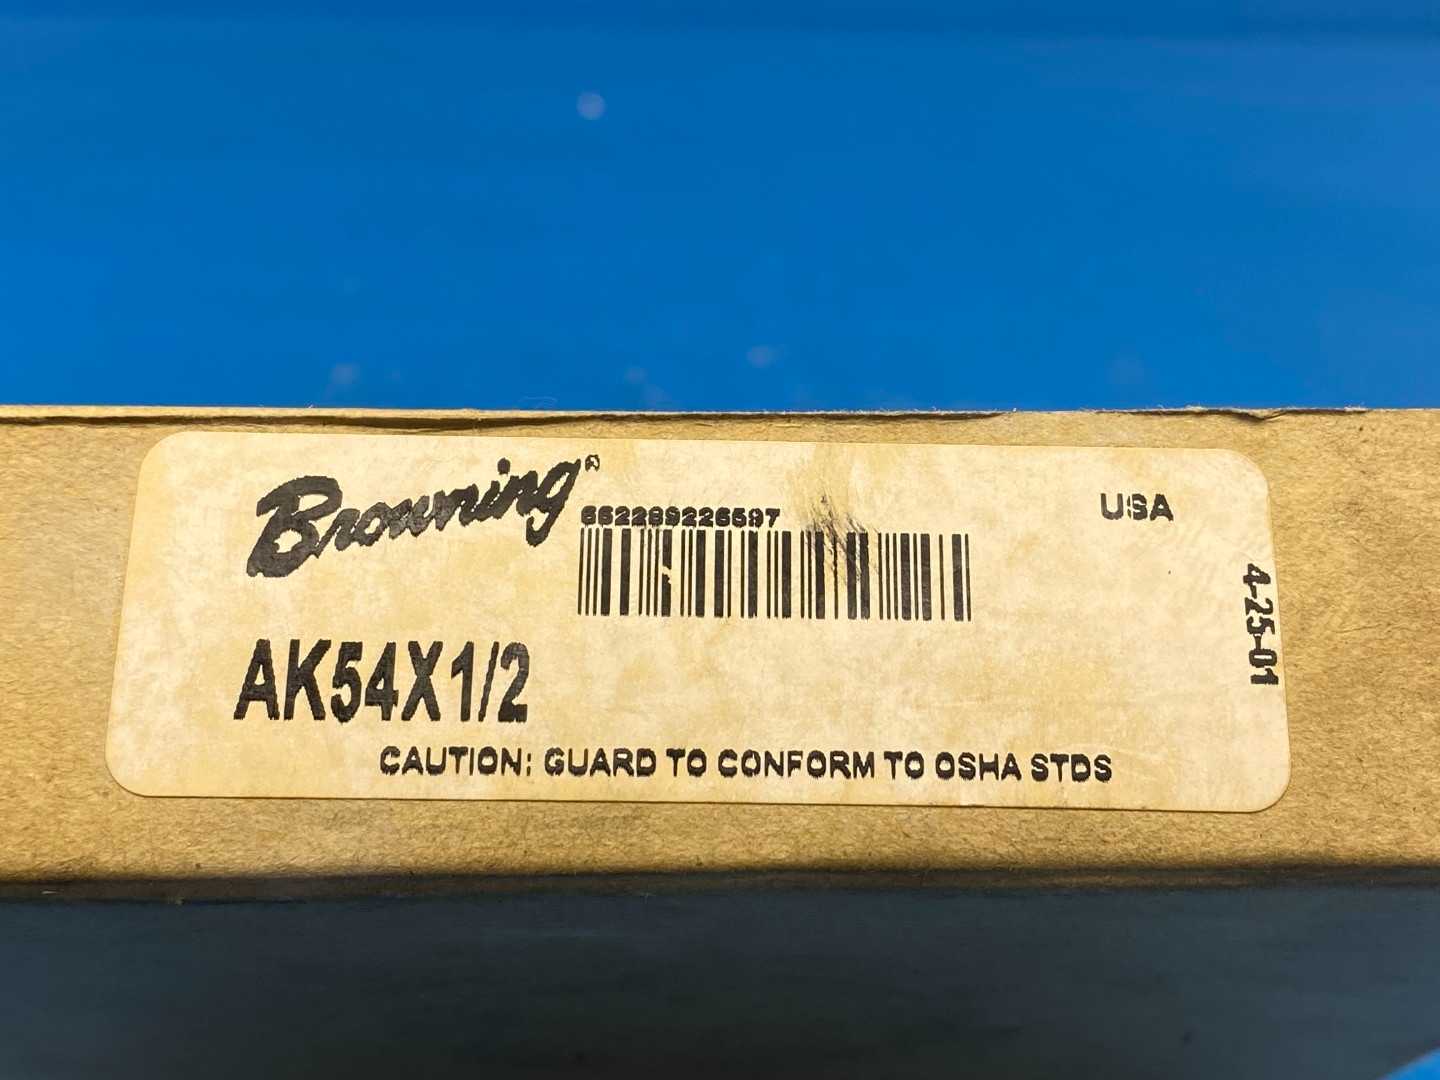 Browning®
662289226597
USA
AK54X1/2
CAUTION: GUARD TO CONFORM TO OSHA STDS
4-25-01